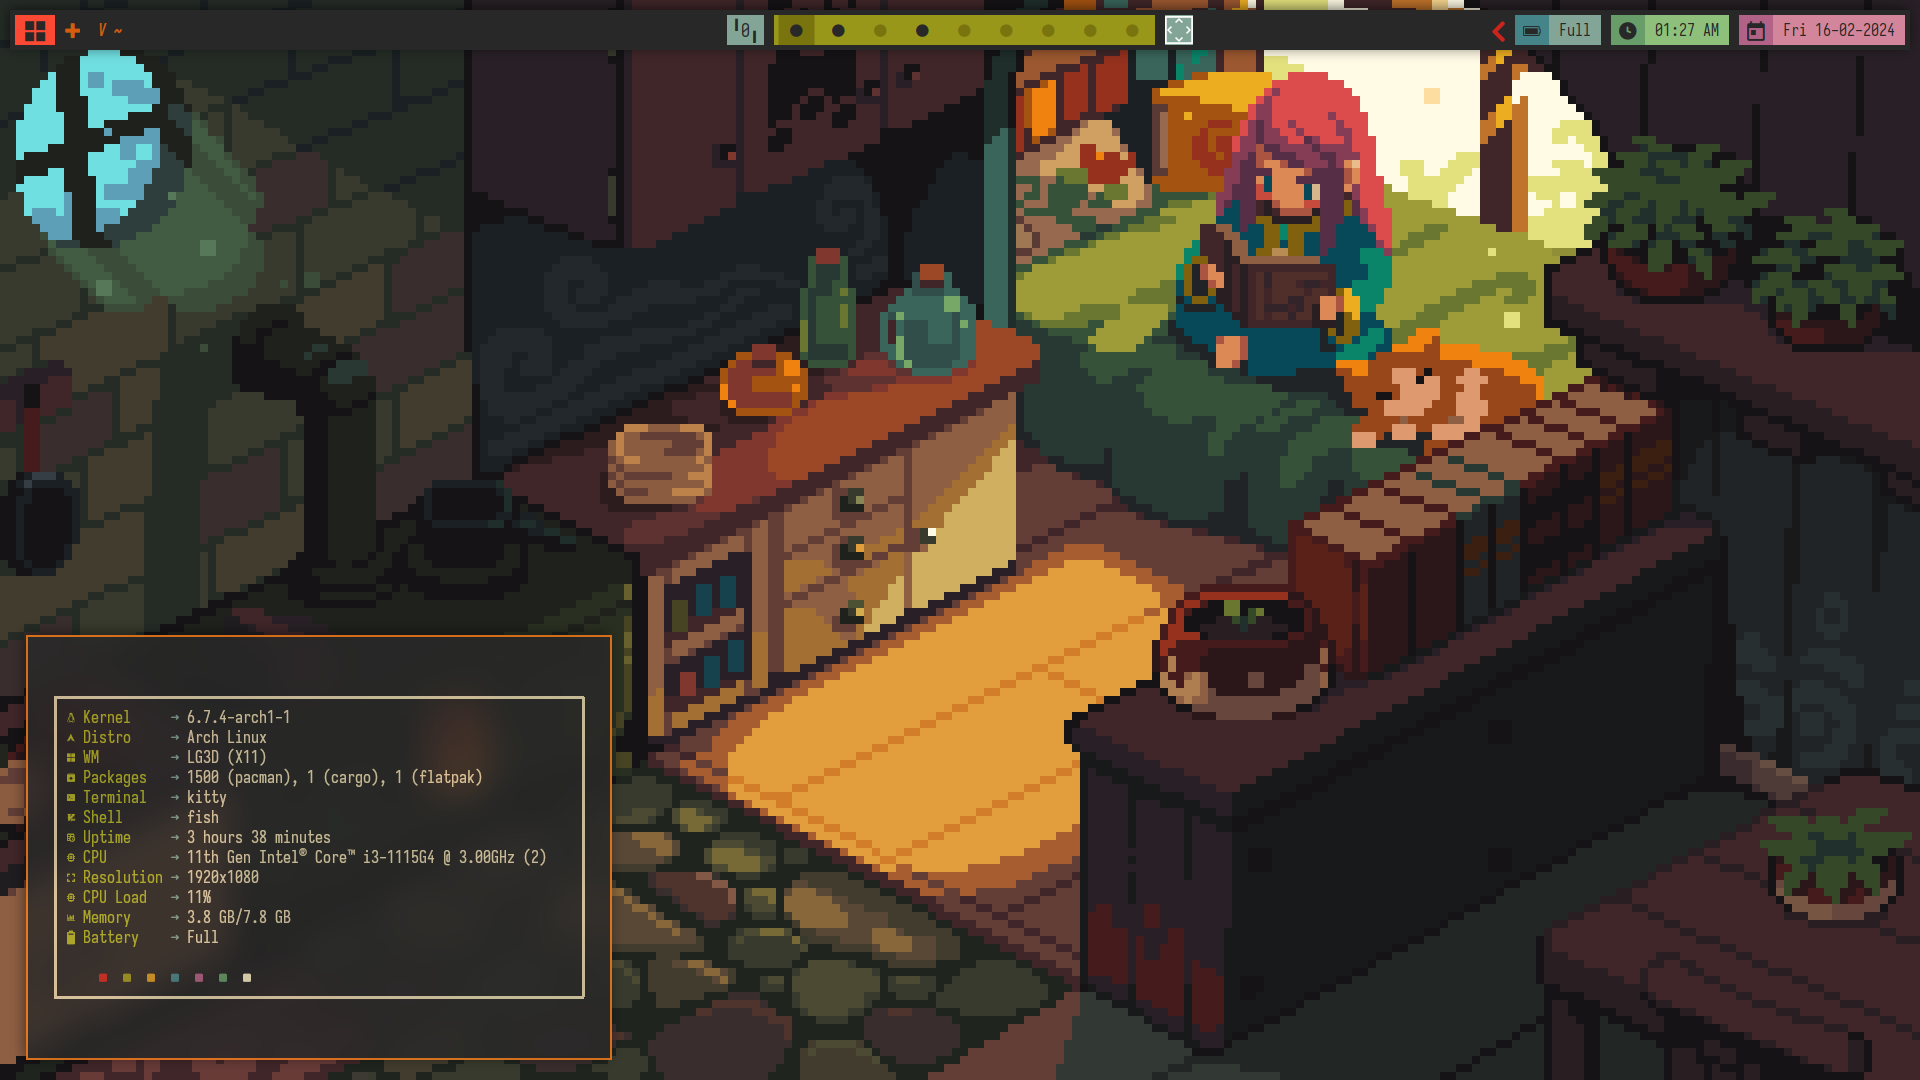 V ~
0
Full
01:27 AM
Fri 16-02-2024
Kernel → 6.7.4-arch1-1
Distro → Arch Linux
WM → LG3D (X11)
Packages → 1500 (pacman), 1 (cargo), 1 (flatpak)
Terminal → kitty
Shell → fish
Uptime → 3 hours 38 minutes
CPU → 11th Gen Intel® Core™ i3-1115G4 @ 3.00GHz (2)
Resolution → 1920x1080
CPU Load → 11%
Memory → 3.8 GB/7.8 GB
Battery → Full